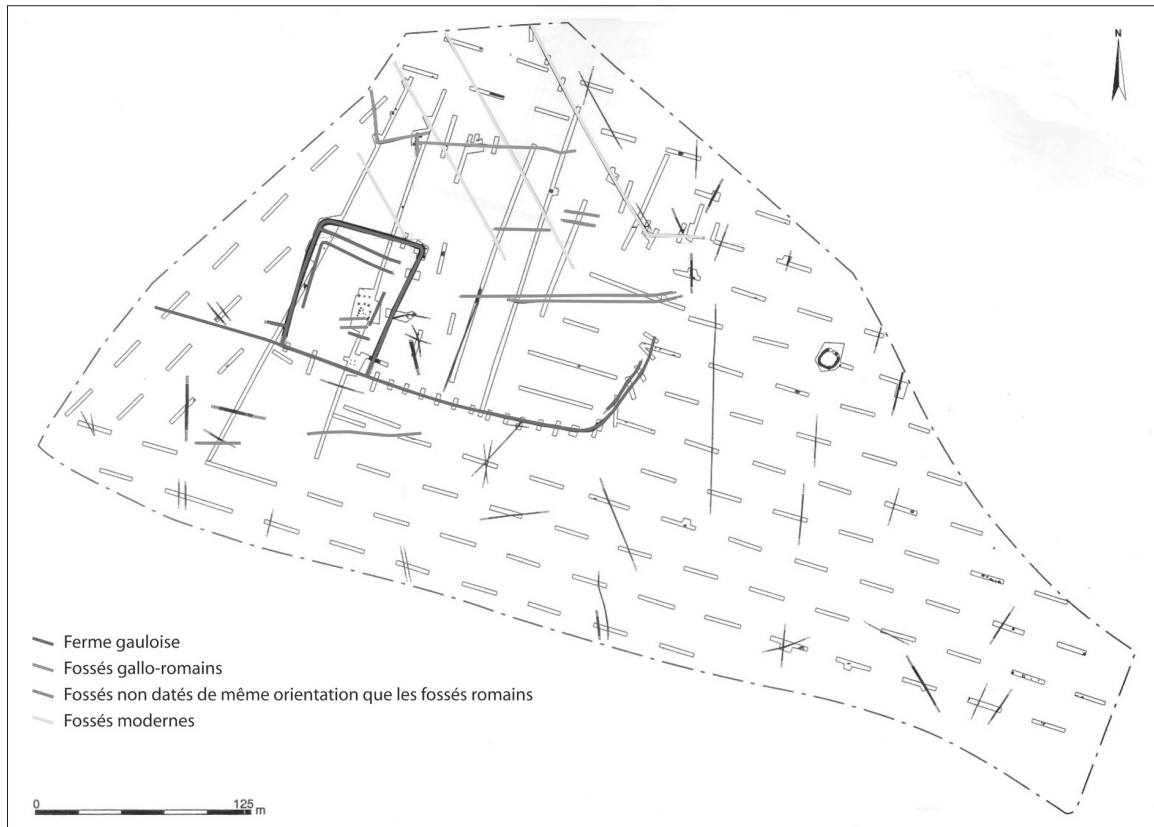 N
Ferme gauloise
Fossés gallo-romains
Fossés non datés de même orientation que les fossés romains
Fossés modernes
0 125 m